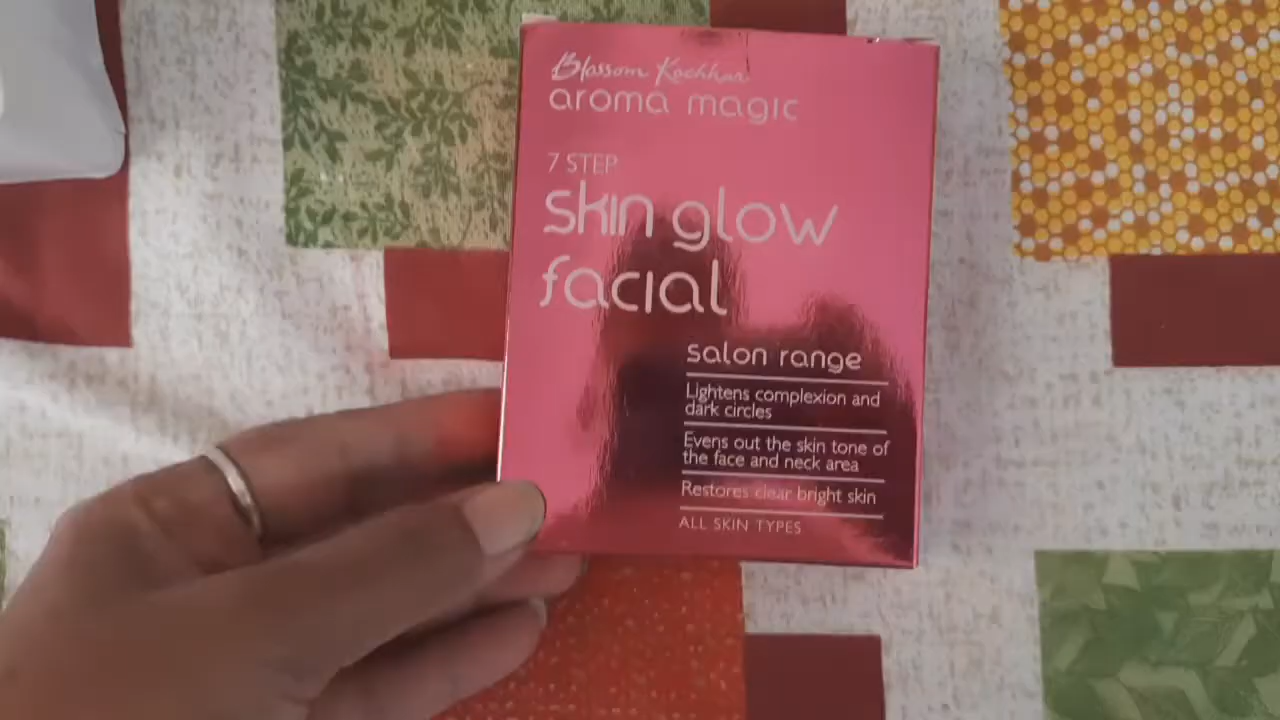 Blossom Kochhar
aroma magic
7 STEP
skin glow
facial
salon range
Lightens complexion and
dark circles
Evens out the skin tone of
the face and neck area
Restores clear bright skin
ALL SKIN TYPES